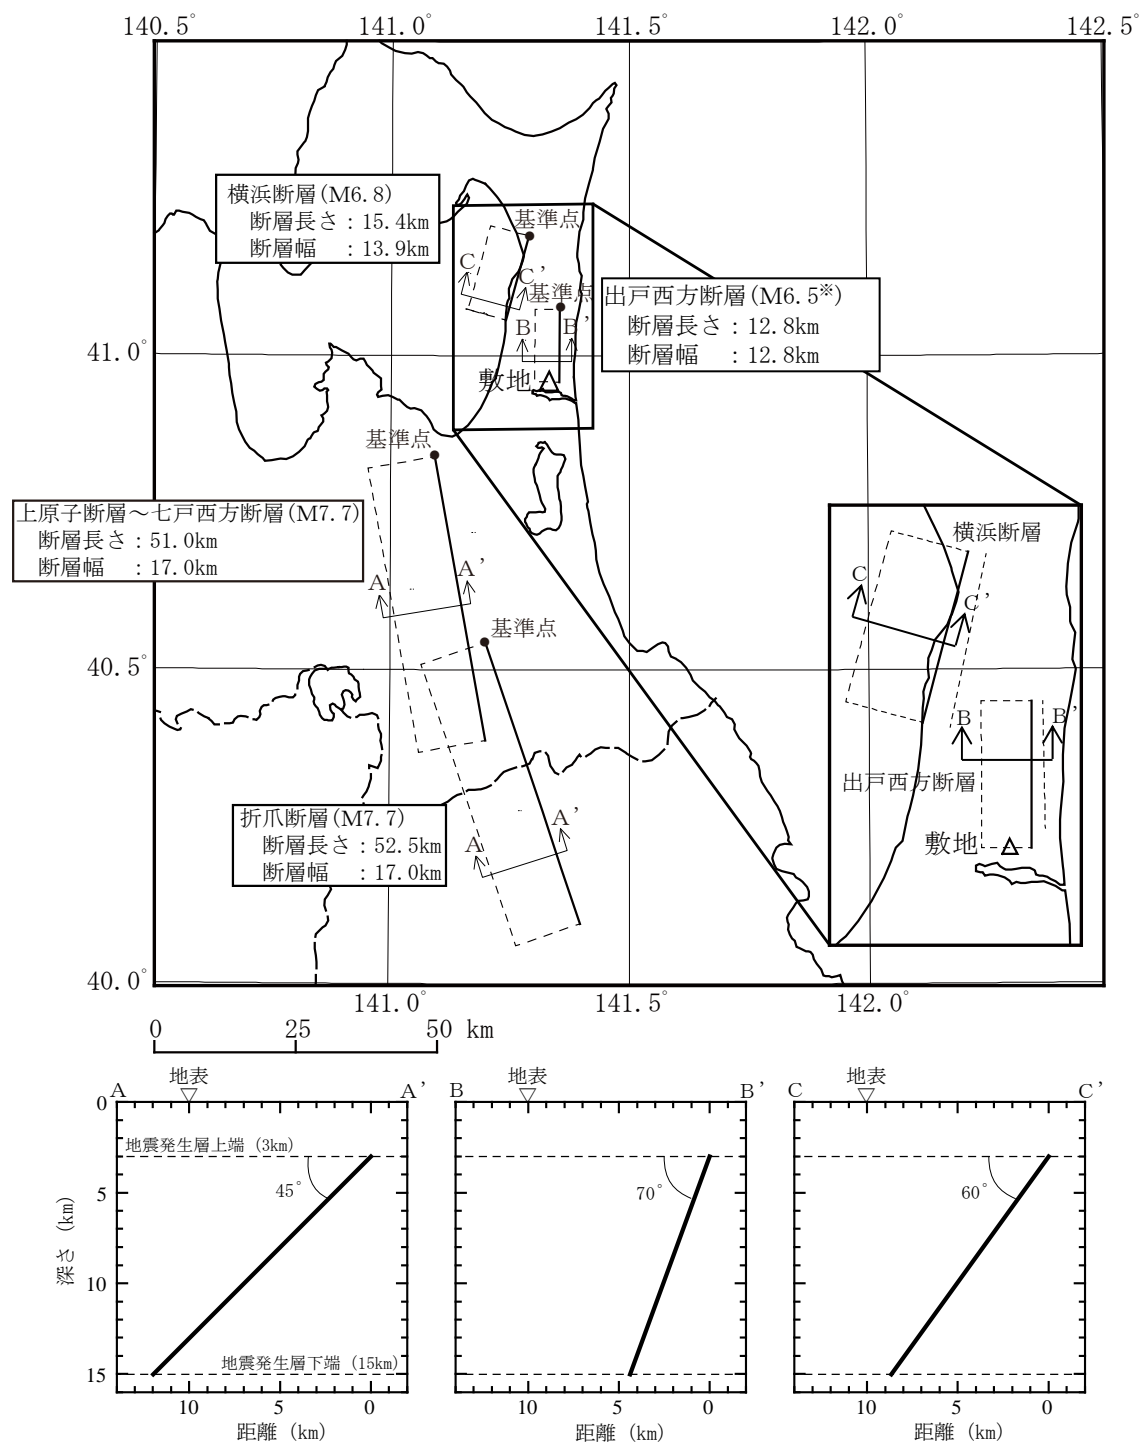 140.5° 141.0° 141.5° 142.0° 142.5°
横浜断層(M6.8)
断層長さ：15.4km
断層幅　：13.9km
基準点
C C'
基準点
B B'
出戸西方断層(M6.5※)
断層長さ：12.8km
断層幅　：12.8km
41.0°
敷地
基準点
上原子断層～七戸西方断層(M7.7)
断層長さ：51.0km
断層幅　：17.0km
A A'
基準点
横浜断層
C C'
40.5°
B B'
出戸西方断層
敷地
折爪断層(M7.7)
断層長さ：52.5km
断層幅　：17.0km
A A'
40.0°
141.0° 141.5° 142.0°
0 25 50 km
A 地表 A'
B 地表 B'
C 地表 C'
0
地震発生層上端 (3km)
45°
70°
60°
5
深さ (km)
10
地震発生層下端 (15km)
15
10 5 0
10 5 0
10 5 0
距離 (km)
距離 (km)
距離 (km)